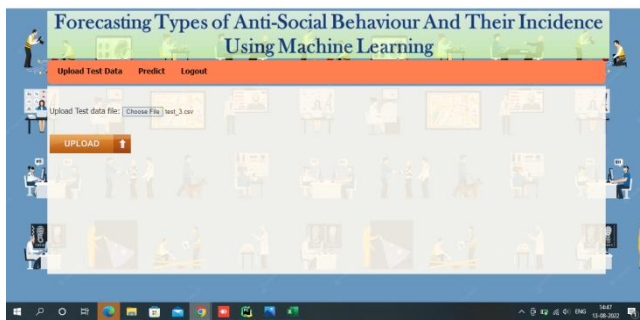 Forecasting Types of Anti-Social Behaviour And Their Incidence
Using Machine Learning
Upload Test Data Predict Logout
Upload Test data file: Choose File test_3.csv
UPLOAD
ENG
14:47
13-08-2022